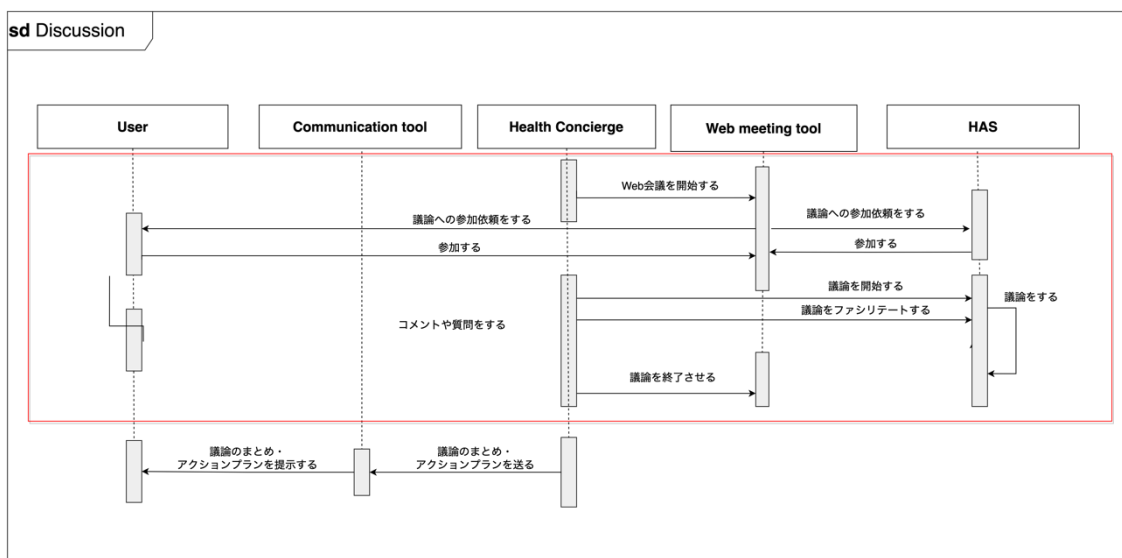 sd Discussion
User
Communication tool
Health Concierge
Web meeting tool
HAS
Web会議を開始する
議論への参加依頼をする
議論への参加依頼をする
参加する
参加する
議論を開始する
議論をする
議論をファシリテートする
コメントや質問をする
議論を終了させる
議論のまとめ・
アクションプランを提示する
議論のまとめ・
アクションプランを送る